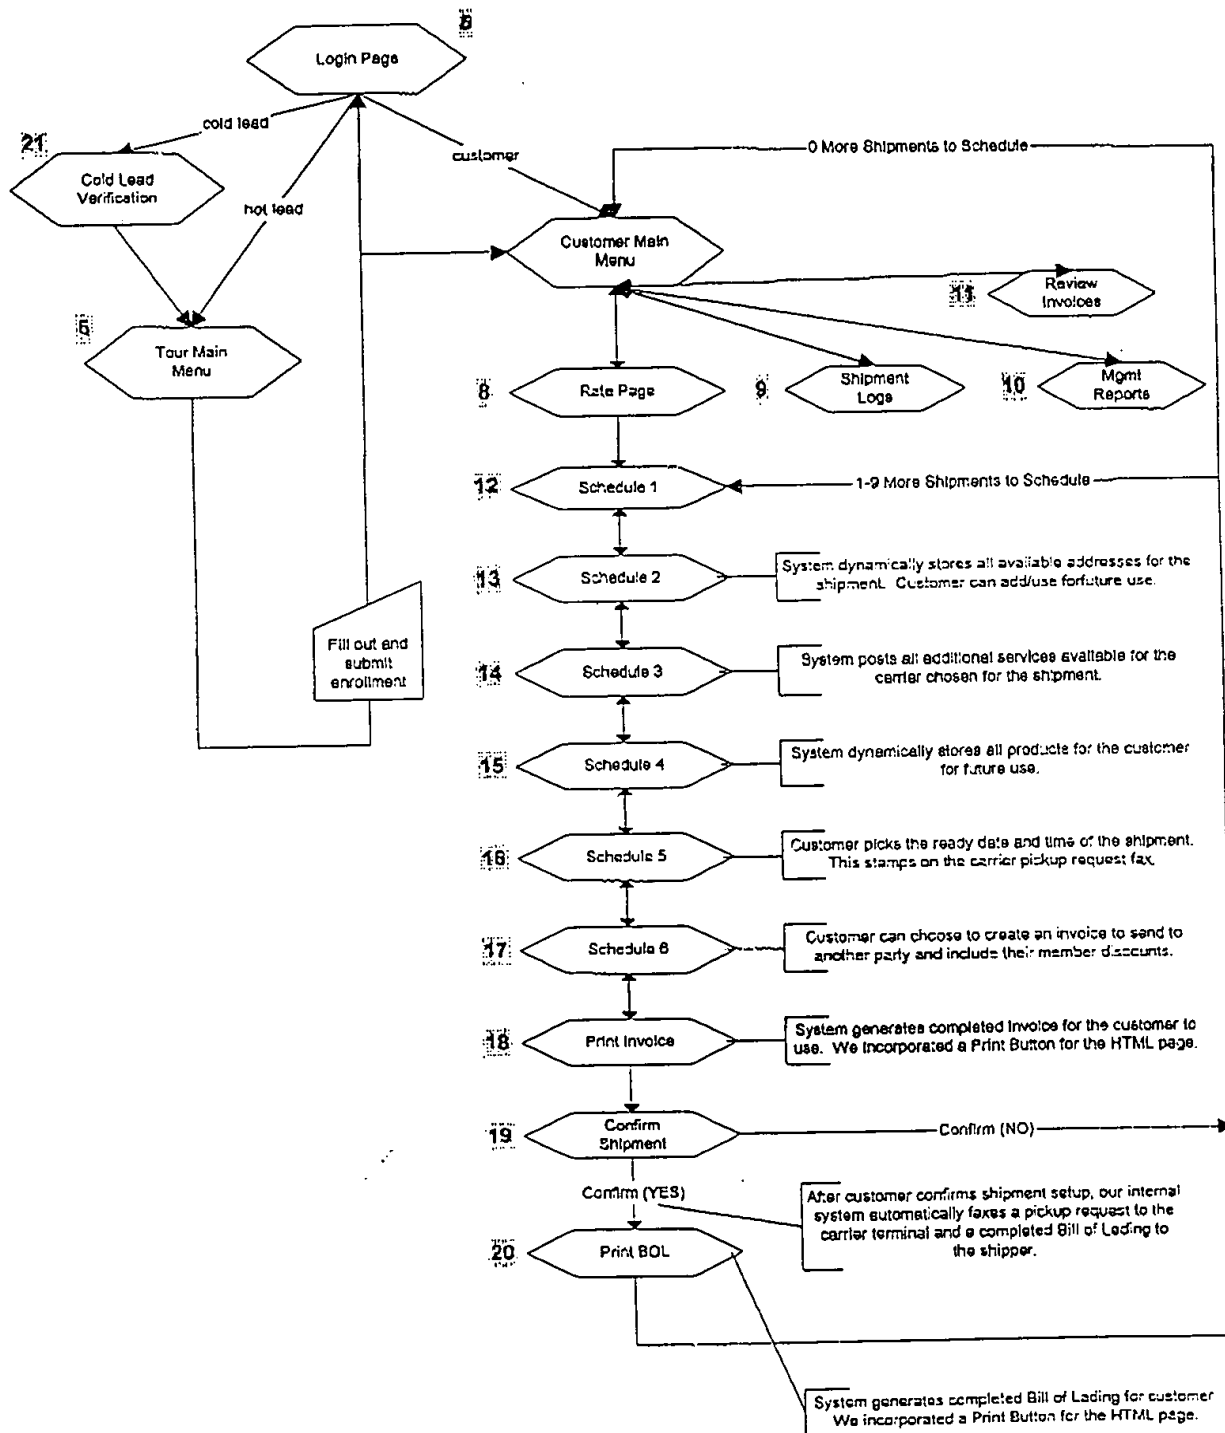 Login Page
cold lead
21
Cold Lead
Verification
hot lead
customer
0 More Shipments to Schedule
Customer Main
Menu
11
Review
Invoices
5
Tour Main
Menu
8
Rate Page
9
Shipment
Logs
10
Mgmt
Reports
12
Schedule 1
1-9 More Shipments to Schedule
13
Schedule 2
System dynamically stores all available addresses for the
shipment. Customer can add/use forfuture use.
Fill out and
submit
enrollment
14
Schedule 3
System posts all additional services available for the
carrier chosen for the shipment.
15
Schedule 4
System dynamically stores all products for the customer
for future use.
16
Schedule 5
Customer picks the ready date and time of the shipment.
This stamps on the carrier pickup request fax.
17
Schedule 6
Customer can choose to create an invoice to send to
another party and include their member discounts.
18
Print Invoice
System generates completed Invoice for the customer to
use. We incorporated a Print Button for the HTML page.
19
Confirm
Shipment
Confirm (NO)
Confirm (YES)
After customer confirms shipment setup, our internal
system automatically faxes a pickup request to the
carrier terminal and a completed Bill of Lading to
the shipper.
20
Print BOL
System generates completed Bill of Lading for customer
We incorporated a Print Button for the HTML page.